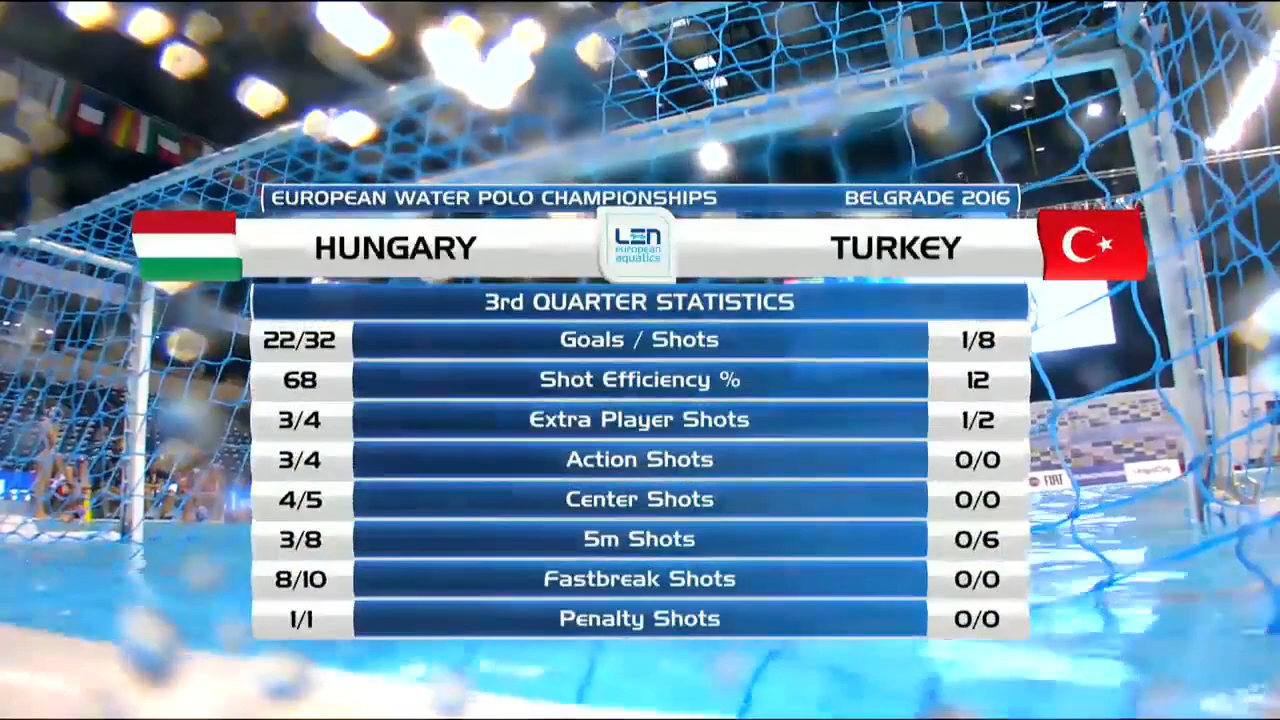 EUROPEAN WATER POLO CHAMPIONSHIPS BELGRADE 2016
HUNGARY LEN european aquatics TURKEY
3rd QUARTER STATISTICS
22/32 Goals / Shots 1/8
68 Shot Efficiency % 12
3/4 Extra Player Shots 1/2
3/4 Action Shots 0/0
4/5 Center Shots 0/0
3/8 5m Shots 0/6
8/10 Fastbreak Shots 0/0
1/1 Penalty Shots 0/0
FIAT